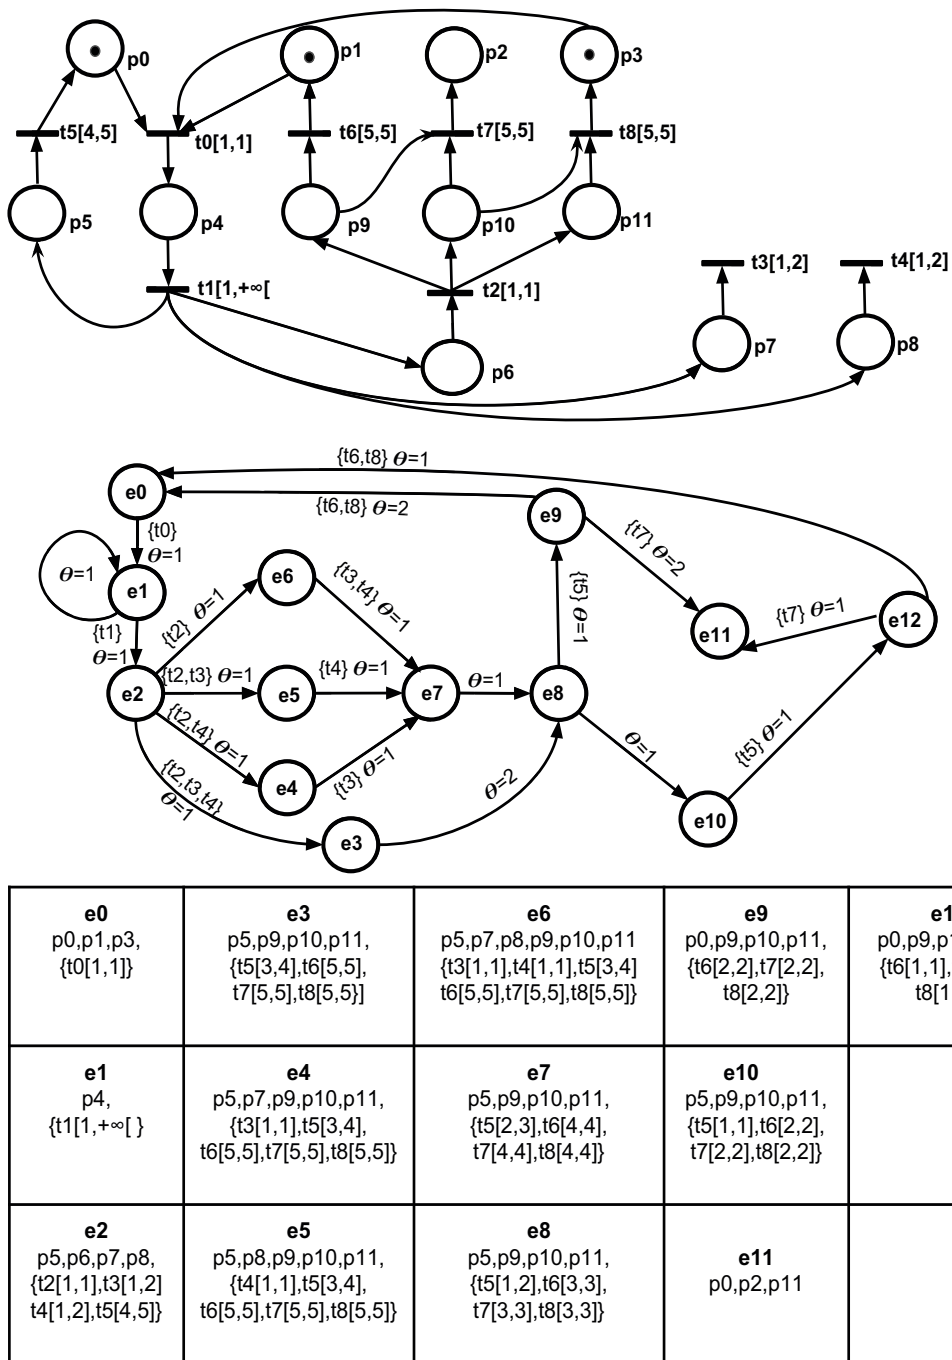 p0
p1
p2
p3
t5[4,5]
t0[1,1]
t6[5,5]
t7[5,5]
t8[5,5]
p5
p4
p9
p10
p11
t1[1,+∞[
t2[1,1]
t3[1,2]
t4[1,2]
p6
p7
p8
{t6,t8} θ=1
e0
{t6,t8} θ=2
e9
{t0}
θ=1
{t7} θ=2
θ=1
e1
e6
{t3,t4} θ=1
{t5} θ=1
{t7} θ=1
e12
{t1}
θ=1
{t2} θ=1
e11
e2
{t2,t3} θ=1
e5
{t4} θ=1
e7
θ=1
e8
{t2,t4} θ=1
θ=1
{t5} θ=1
{t2,t3,t4}
θ=1
e4
{t3} θ=1
θ=2
e10
e3
e0
p0,p1,p3,
{t0[1,1]}
e3
p5,p9,p10,p11,
{t5[3,4],t6[5,5],
t7[5,5],t8[5,5}]
e6
p5,p7,p8,p9,p10,p11
{t3[1,1],t4[1,1],t5[3,4]
t6[5,5],t7[5,5],t8[5,5]}
e9
p0,p9,p10,p11,
{t6[2,2],t7[2,2],
t8[2,2]}
e1
p0,p9,p1
{t6[1,1],
t8[1
e1
p4,
{t1[1,+∞[ }
e4
p5,p7,p9,p10,p11,
{t3[1,1],t5[3,4],
t6[5,5],t7[5,5],t8[5,5]}
e7
p5,p9,p10,p11,
{t5[2,3],t6[4,4],
t7[4,4],t8[4,4]}
e10
p5,p9,p10,p11,
{t5[1,1],t6[2,2],
t7[2,2],t8[2,2]}
e2
p5,p6,p7,p8,
{t2[1,1],t3[1,2]
t4[1,2],t5[4,5]}
e5
p5,p8,p9,p10,p11,
{t4[1,1],t5[3,4],
t6[5,5],t7[5,5],t8[5,5]}
e8
p5,p9,p10,p11,
{t5[1,2],t6[3,3],
t7[3,3],t8[3,3]}
e11
p0,p2,p11